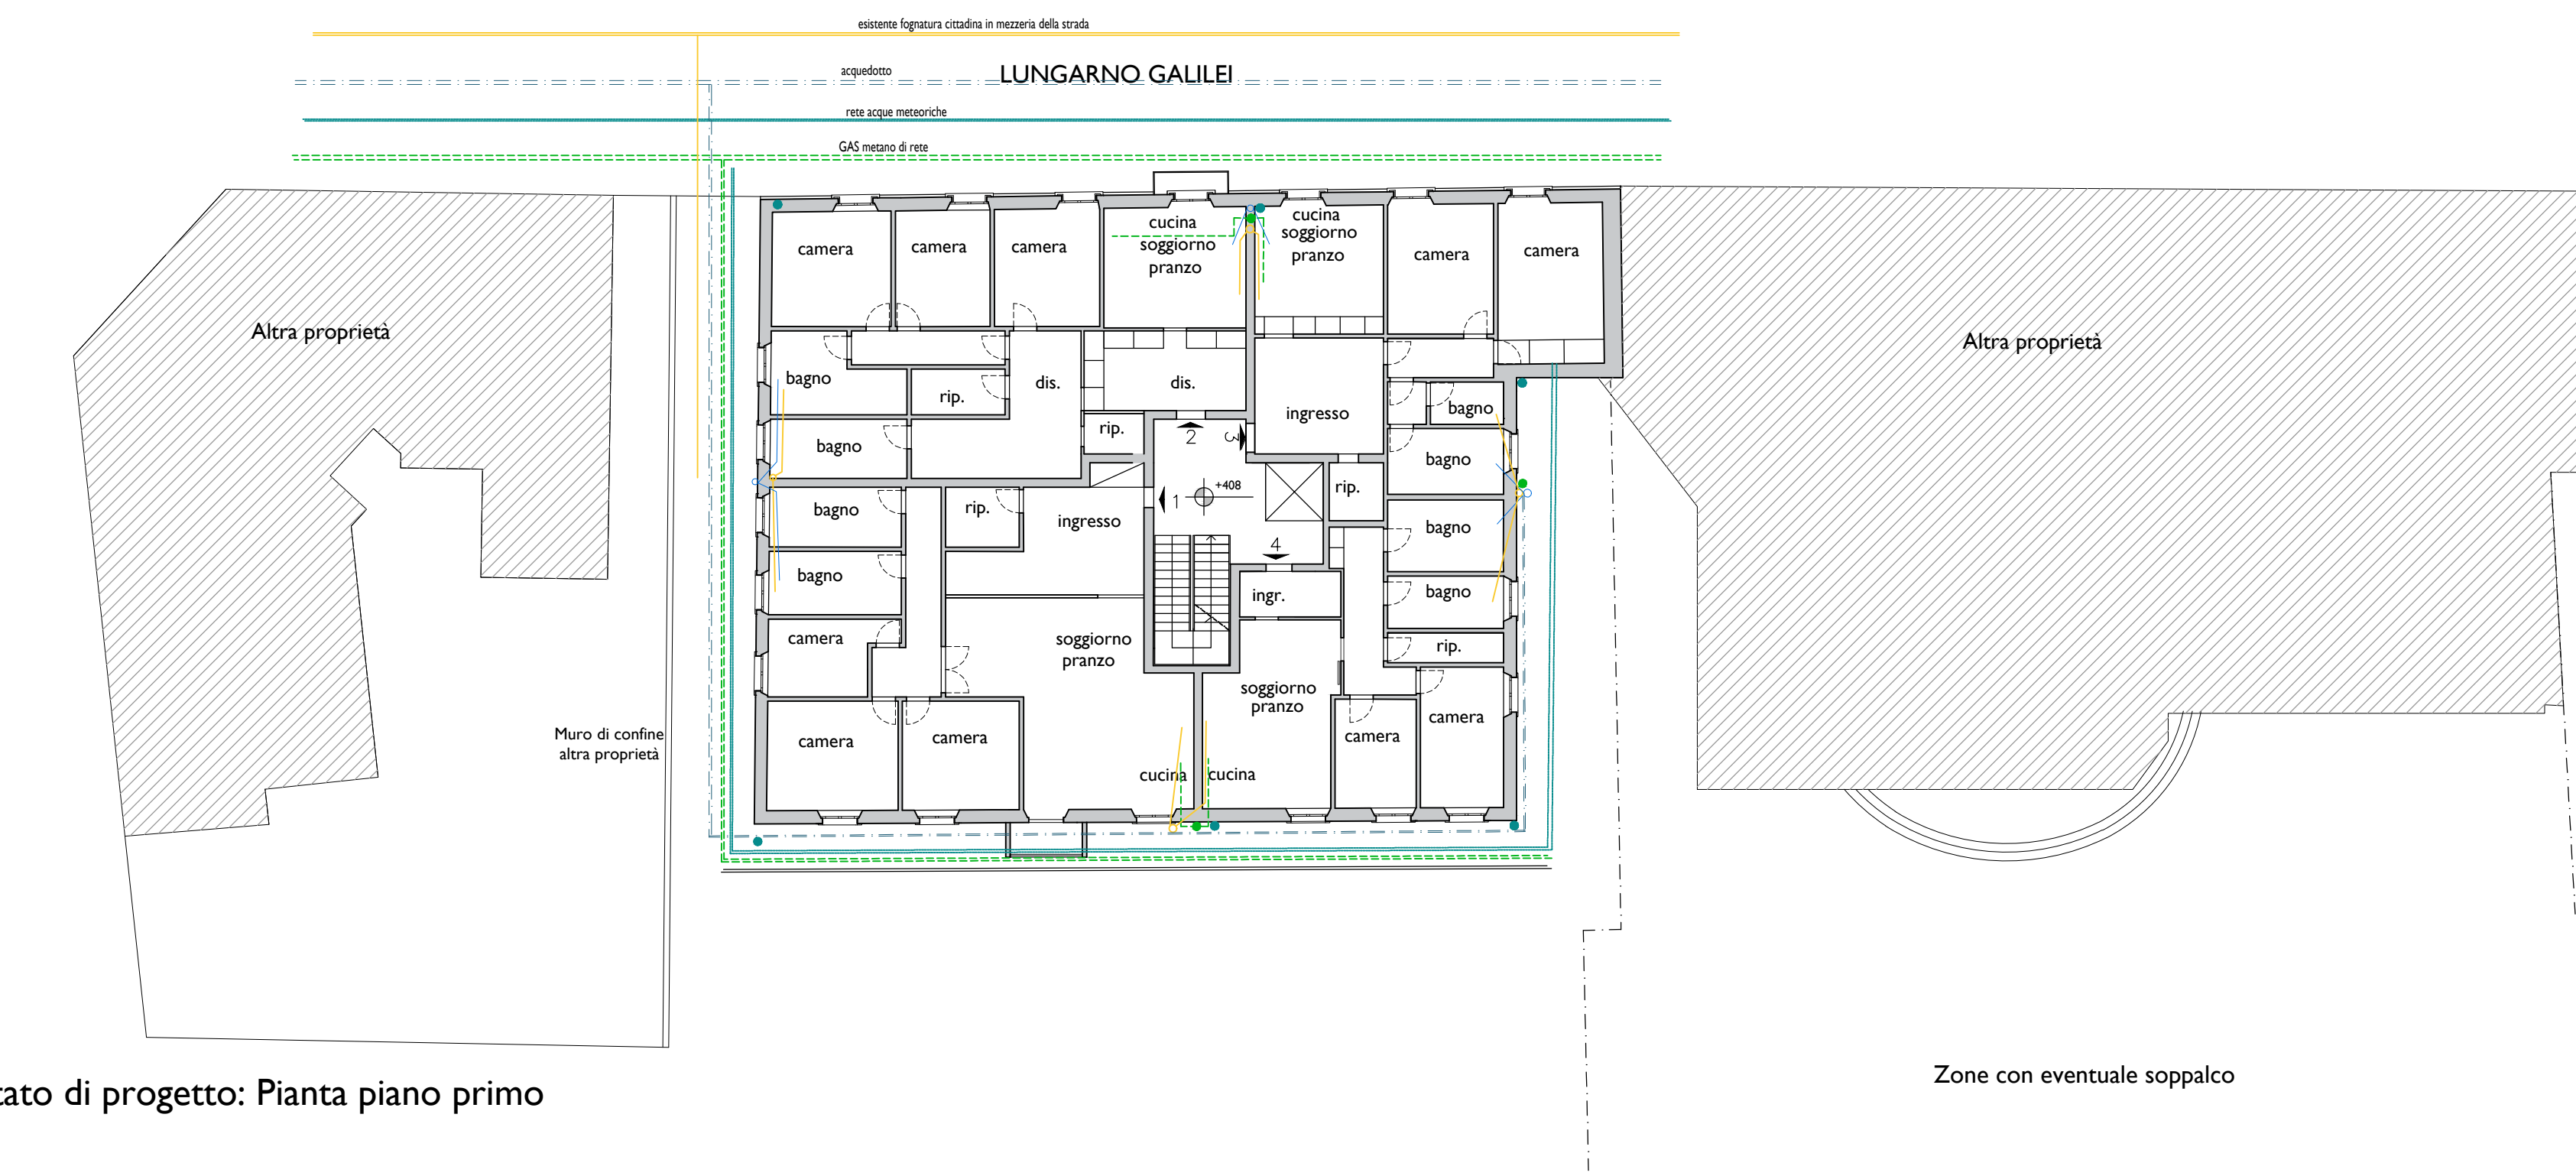 esistente fognatura cittadina in mezzeria della strada
acquedotto
LUNGARNO GALILEI
rete acque meteoriche
GAS metano di rete
camera
camera
camera
cucina
soggiorno
pranzo
cucina
soggiorno
pranzo
camera
camera
Altra proprietà
Altra proprietà
bagno
rip.
dis.
dis.
ingresso
bagno
bagno
rip.
2
3
bagno
bagno
rip.
ingresso
1
+408
rip.
bagno
bagno
4
ingr.
bagno
camera
soggiorno
pranzo
rip.
soggiorno
pranzo
camera
camera
camera
camera
Muro di confine
altra proprietà
cucina
cucina
tato di progetto: Pianta piano primo
Zone con eventuale soppalco